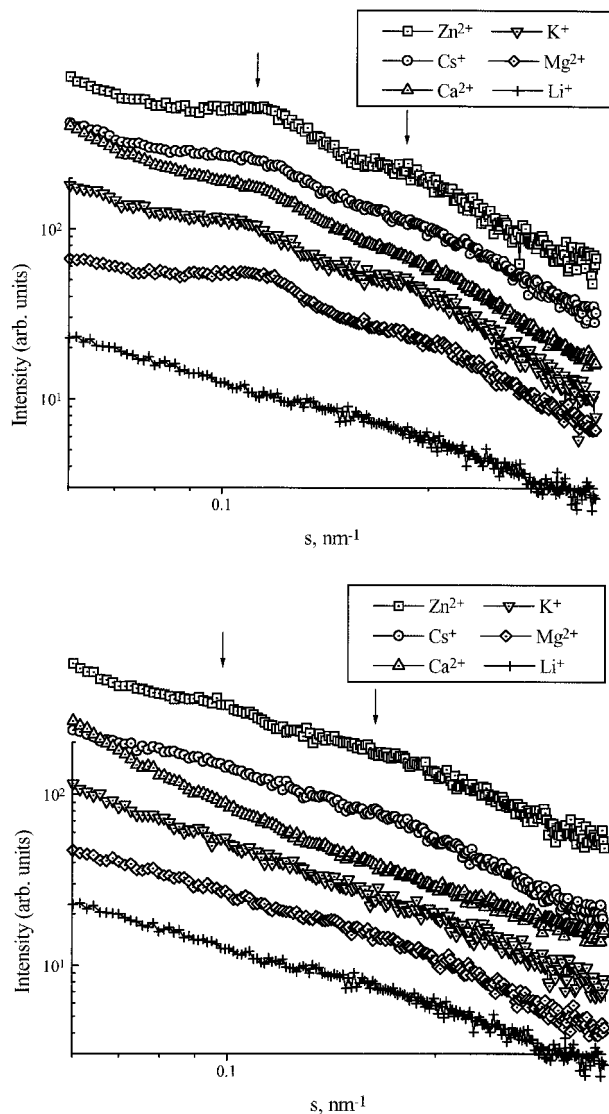 Zn2+ K+
Cs+ Mg2+
Ca2+ Li+
10²
10¹
Intensity (arb. units)
0.1
s, nm-1
Zn2+ K+
Cs+ Mg2+
Ca2+ Li+
10²
10¹
Intensity (arb. units)
0.1
s, nm-1